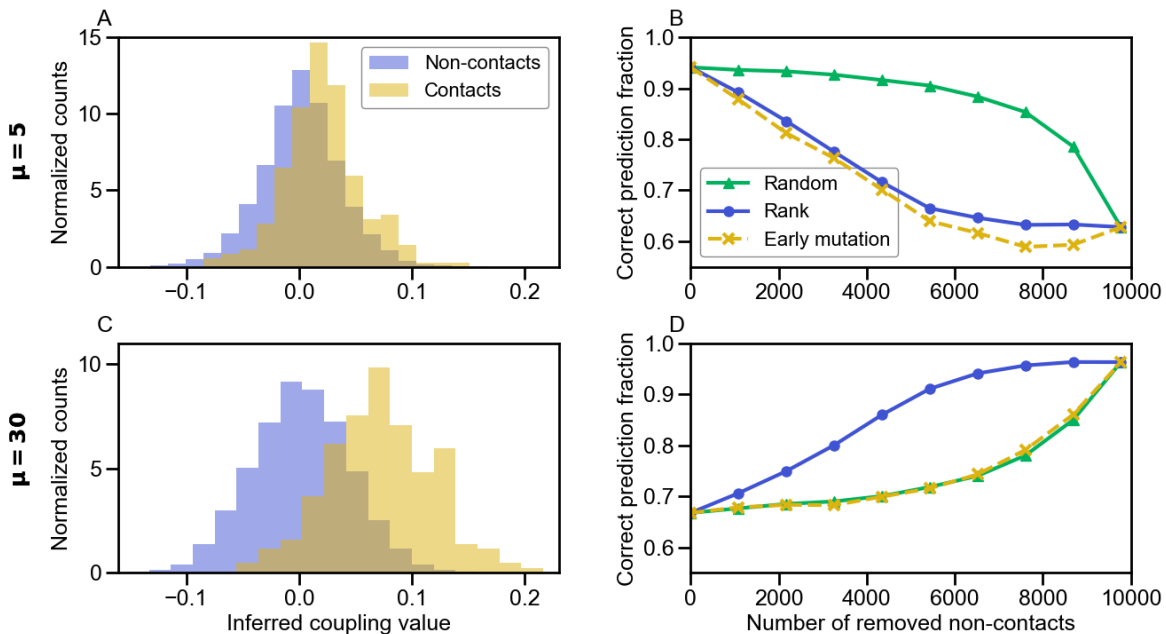 A
B
15
10
5
0
Normalized counts
μ = 5
Non-contacts
Contacts
−0.1
0.0
0.1
0.2
1.0
0.9
0.8
0.7
0.6
Correct prediction fraction
Random
Rank
Early mutation
0
2000
4000
6000
8000
10000
C
D
10
5
0
Normalized counts
μ = 30
−0.1
0.0
0.1
0.2
Inferred coupling value
1.0
0.9
0.8
0.7
0.6
Correct prediction fraction
0
2000
4000
6000
8000
10000
Number of removed non-contacts